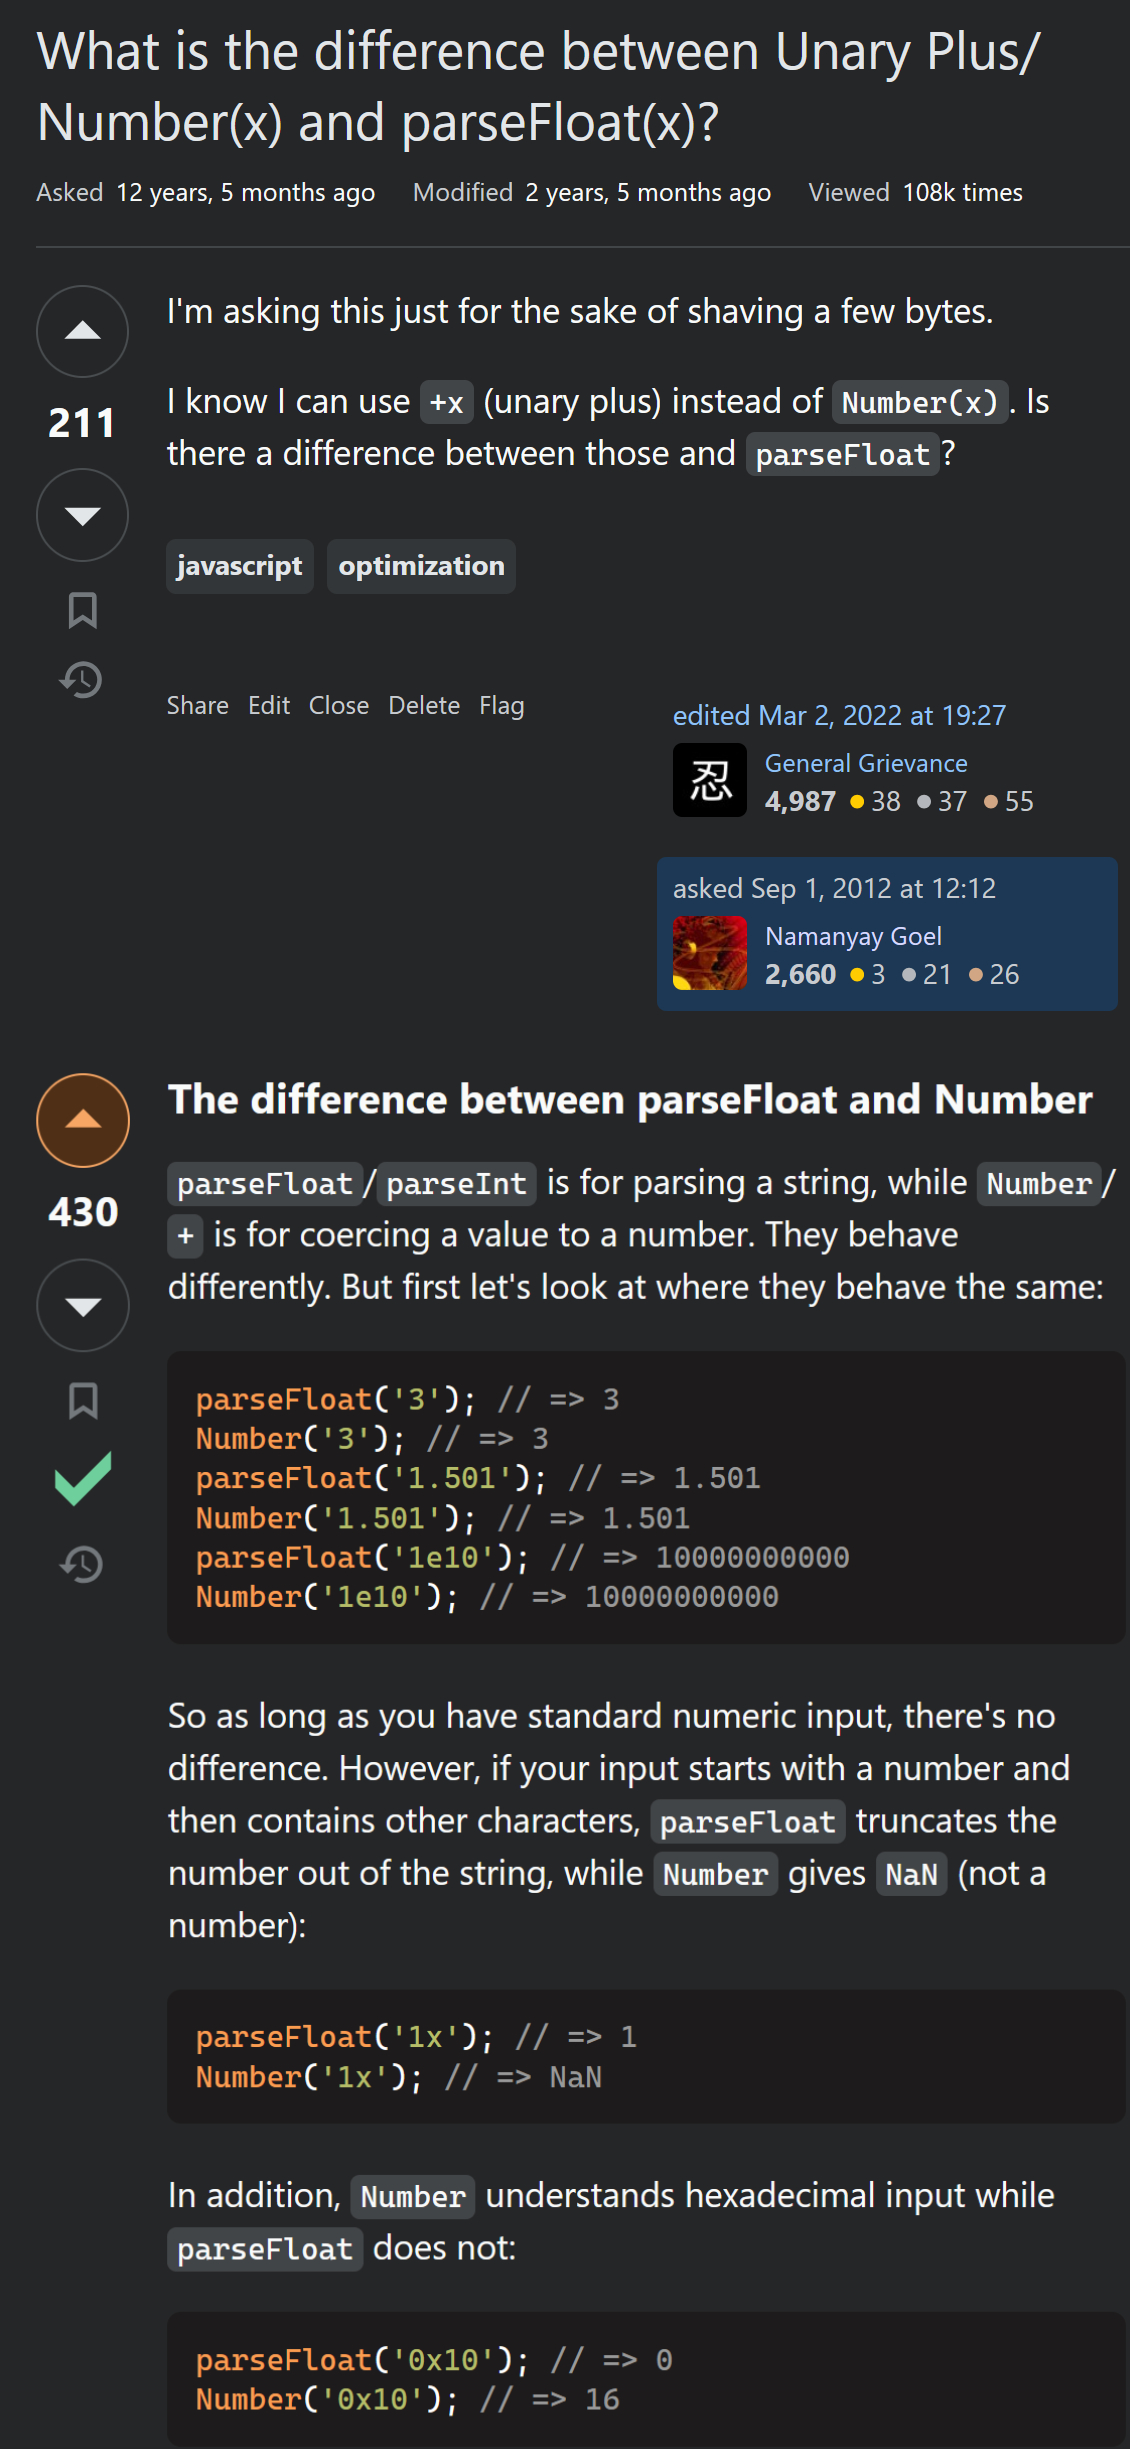 What is the difference between Unary Plus/
Number(x) and parseFloat(x)?
Asked 12 years, 5 months ago Modified 2 years, 5 months ago Viewed 108k times
I'm asking this just for the sake of shaving a few bytes.
211
I know I can use +x (unary plus) instead of Number(x). Is
there a difference between those and parseFloat?
javascript optimization
Share Edit Close Delete Flag
edited Mar 2, 2022 at 19:27
忍
General Grievance
4,987 38 37 55
asked Sep 1, 2012 at 12:12
Namanyay Goel
2,660 3 21 26
The difference between parseFloat and Number
430
parseFloat/parseInt is for parsing a string, while Number/
+ is for coercing a value to a number. They behave
differently. But first let's look at where they behave the same:
parseFloat('3'); // => 3
Number('3'); // => 3
parseFloat('1.501'); // => 1.501
Number('1.501'); // => 1.501
parseFloat('1e10'); // => 10000000000
Number('1e10'); // => 10000000000
So as long as you have standard numeric input, there's no
difference. However, if your input starts with a number and
then contains other characters, parseFloat truncates the
number out of the string, while Number gives NaN (not a
number):
parseFloat('1x'); // => 1
Number('1x'); // => NaN
In addition, Number understands hexadecimal input while
parseFloat does not:
parseFloat('0x10'); // => 0
Number('0x10'); // => 16